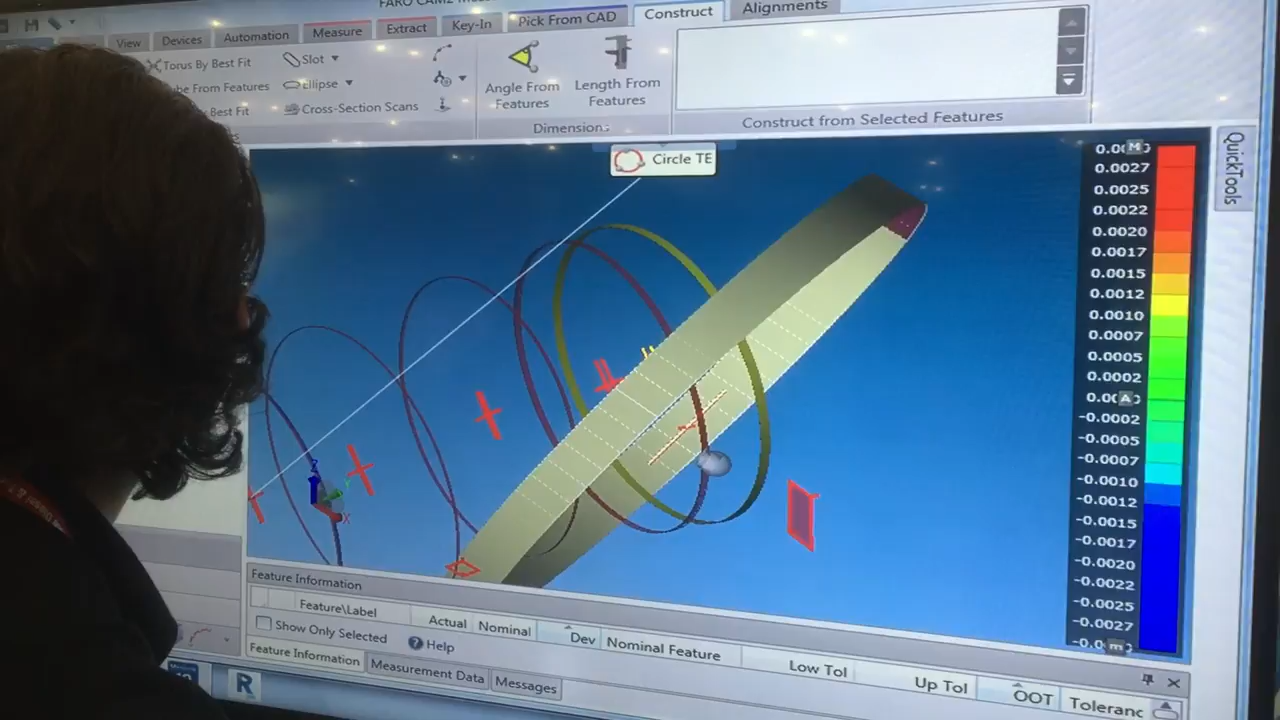 View Devices Automation Measure Extract Key-In Pick From CAD Construct Alignments
Torus By Best Fit
Slot
From Features
Ellipse
Best Fit
Cross-Section Scans
Angle From
Features
Length From
Features
Dimensions
Construct from Selected Features
QuickTools
Circle TE
M
0.0027
0.0025
0.0022
0.0020
0.0017
0.0015
0.0012
0.0010
0.0007
0.0005
0.0002
A
-0.0002
-0.0005
-0.0007
-0.0010
-0.0012
-0.0015
-0.0017
-0.0020
-0.0022
-0.0025
-0.0027
m
Z
X
Feature Information
Feature\Label Actual Nominal Dev Nominal Feature Low Tol Up Tol OOT Toleranc
Show Only Selected Help
Feature Information Measurement Data Messages
R